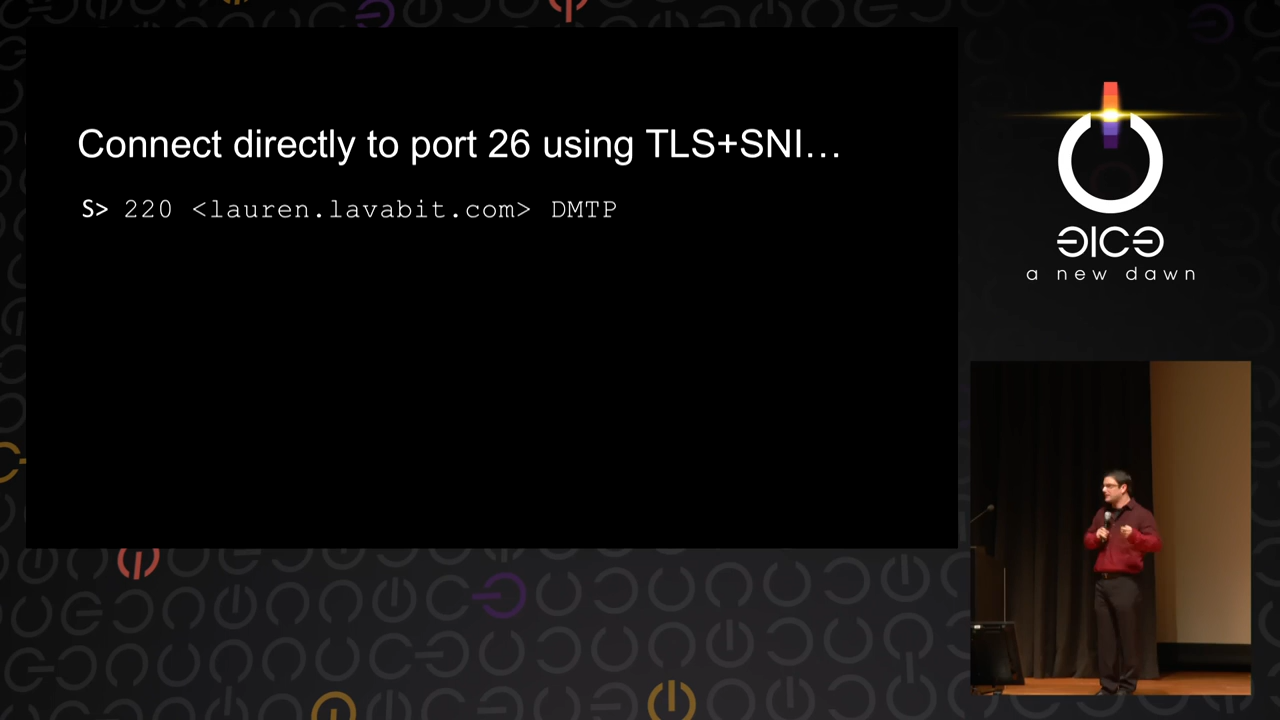 Connect directly to port 26 using TLS+SNI…
S> 220 <lauren.lavabit.com> DMTP
a new dawn